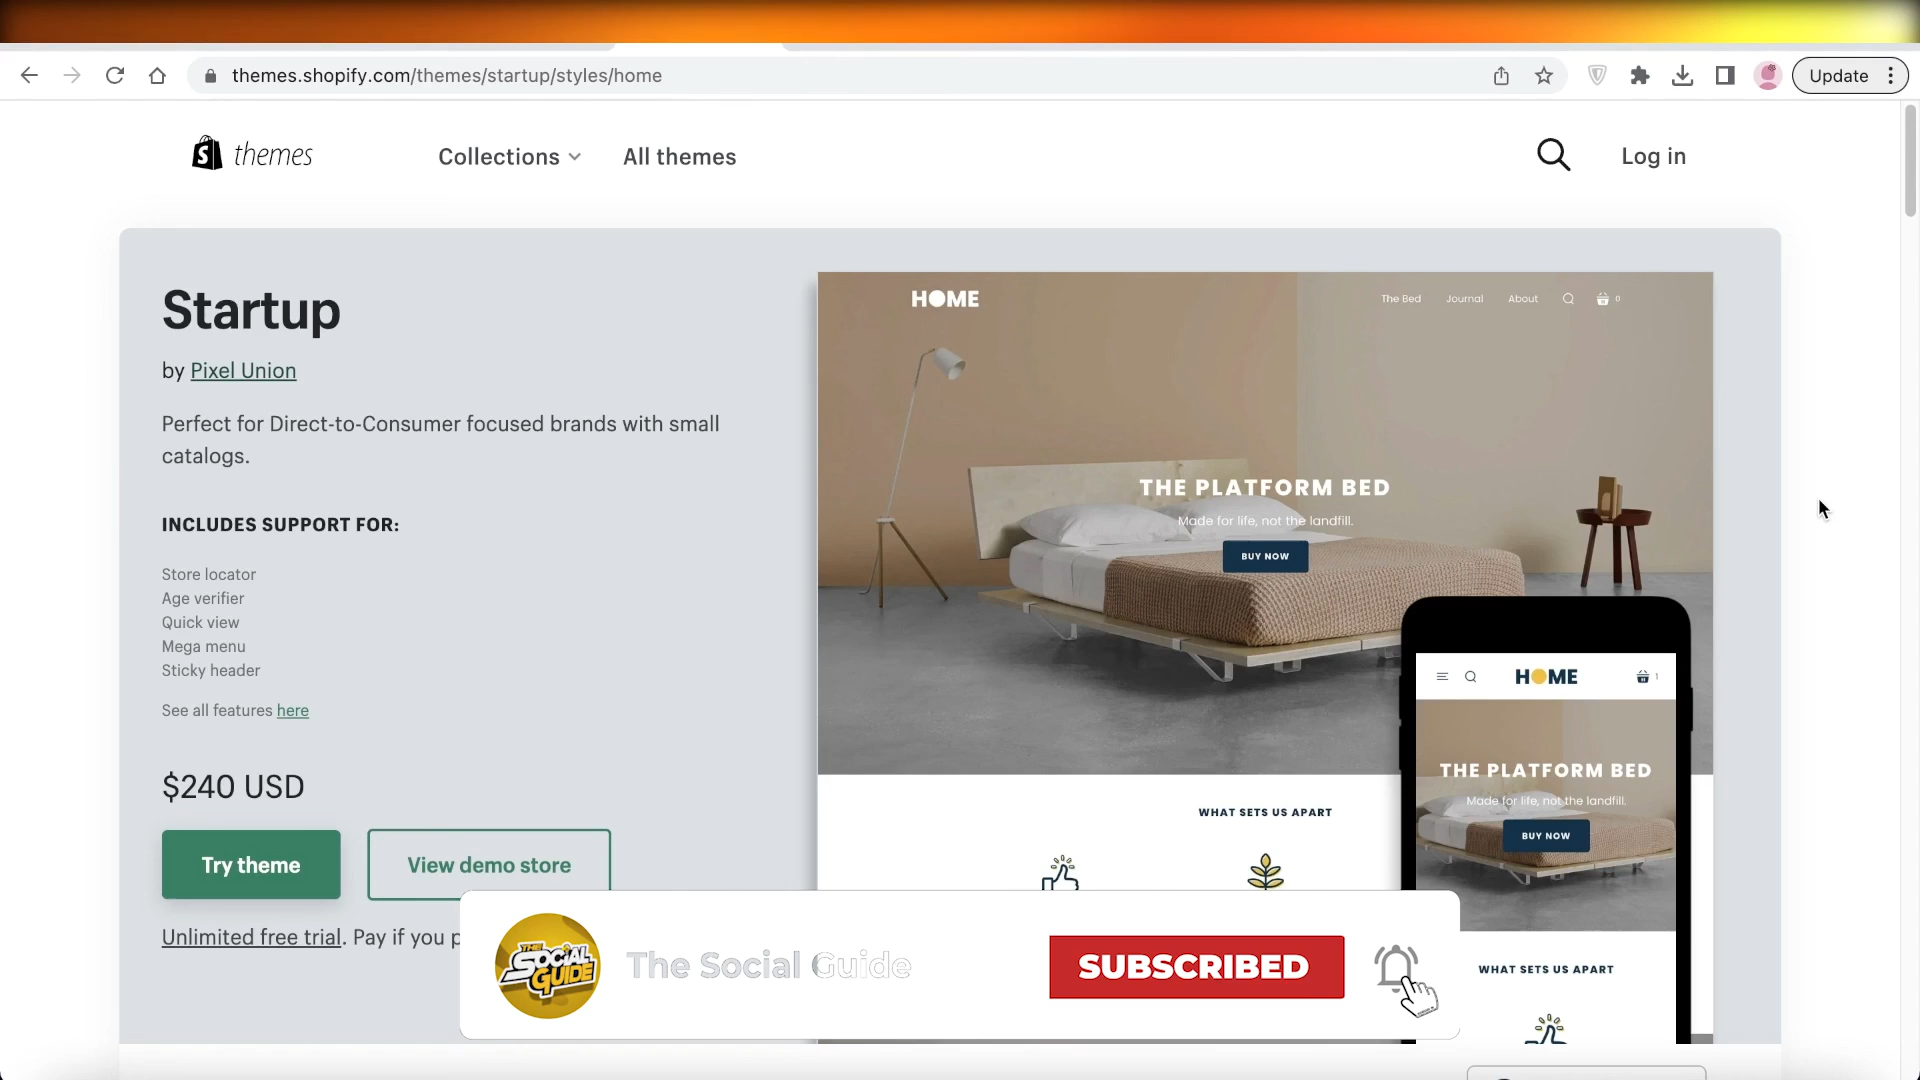 themes.shopify.com/themes/startup/styles/home
Update
themes
Collections
All themes
Log in
Startup
by Pixel Union
Perfect for Direct-to-Consumer focused brands with small
catalogs.
INCLUDES SUPPORT FOR:
Store locator
Age verifier
Quick view
Mega menu
Sticky header
See all features here
$240 USD
Try theme
View demo store
Unlimited free trial. Pay if you
HOME
The Bed
Journal
About
0
THE PLATFORM BED
Made for life, not the landfill.
BUY NOW
WHAT SETS US APART
HOME
1
THE PLATFORM BED
Made for life, not the landfill.
BUY NOW
WHAT SETS US APART
THE
SOCIAL
GUIDE
The Social Guide
SUBSCRIBED